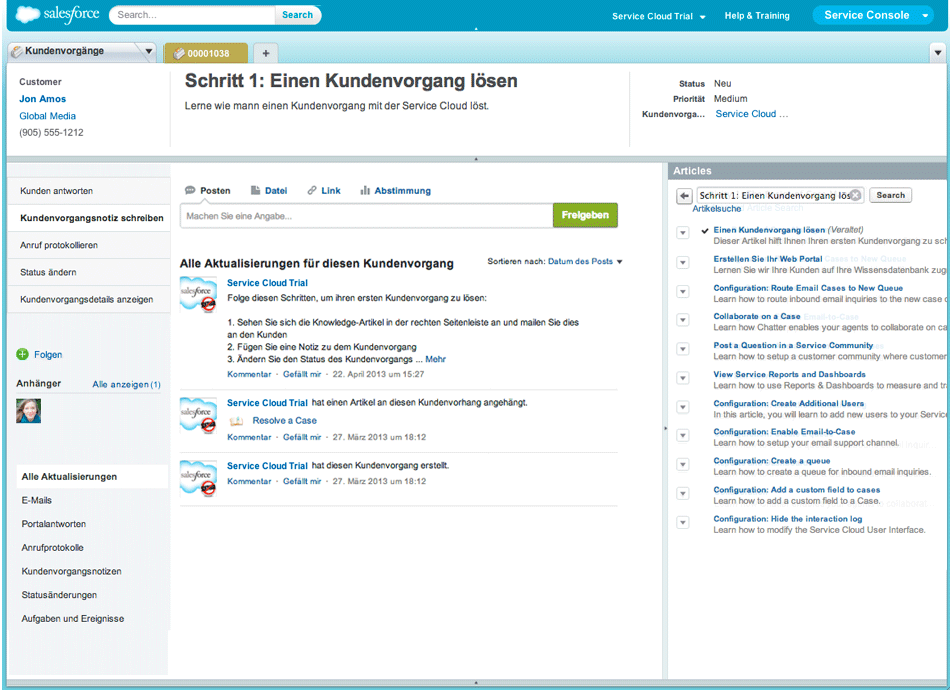 salesforce
Search...
Search
Service Cloud Trial
Help & Training
Service Console
Kundenvorgänge
00001038
+
Customer
Jon Amos
Global Media
(905) 555-1212
Schritt 1: Einen Kundenvorgang lösen
Lerne wie mann einen Kundenvorgang mit der Service Cloud löst.
Status Neu
Priorität Medium
Kundenvorga... Service Cloud ...
Kunden antworten
Kundenvorgangsnotiz schreiben
Anruf protokollieren
Status ändern
Kundenvorgangsdetails anzeigen
Folgen
Anhänger Alle anzeigen (1)
Alle Aktualisierungen
E-Mails
Portalantworten
Anrufprotokolle
Kundenvorgangsnotizen
Statusänderungen
Aufgaben und Ereignisse
Posten Datei Link Abstimmung
Machen Sie eine Angabe...
Freigeben
Alle Aktualisierungen für diesen Kundenvorgang
Sortieren nach: Datum des Posts
salesforce
Service Cloud Trial
Folge diesen Schritten, um ihren ersten Kundenvorgang zu lösen:
1. Sehen Sie sich die Knowledge-Artikel in der rechten Seitenleiste an und mailen Sie dies
an den Kunden
2. Fügen Sie eine Notiz zu dem Kundenvorgang
3. Ändern Sie den Status des Kundenvorgangs ... Mehr
Kommentar · Gefällt mir · 22. April 2013 um 15:27
salesforce
Service Cloud Trial hat einen Artikel an diesen Kundenvorhang angehängt.
Resolve a Case
Kommentar · Gefällt mir · 27. März 2013 um 18:12
salesforce
Service Cloud Trial hat diesen Kundenvorgang erstellt.
Kommentar · Gefällt mir · 27. März 2013 um 18:12
Articles
Schritt 1: Einen Kundenvorgang lös
Search
Artikelsuche
Einen Kundenvorgang lösen (Veraltet)
Dieser Artikel hilft Ihnen Ihren ersten Kundenvorgang zu sch
Erstellen Sie Ihr Web Portal
Lernen Sie wir Ihre Kunden auf Ihre Wissensdatenbank zug
Configuration: Route Email Cases to New Queue
Learn how to route inbound email inquiries to the new case q
Collaborate on a Case
Learn how Chatter enables your agents to collaborate on ca
Post a Question in a Service Community
Learn how to setup a customer community where customer
View Service Reports and Dashboards
Learn how to use Reports & Dashboards to measure and tr
Configuration: Create Additional Users
In this article, you will learn to add new users to your Service
Configuration: Enable Email-to-Case
Learn how to setup your email support channel.
Configuration: Create a queue
Learn how to create a queue for inbound email inquiries.
Configuration: Add a custom field to cases
Learn how to add a custom field to a Case.
Configuration: Hide the interaction log
Learn how to modify the Service Cloud User Interface.